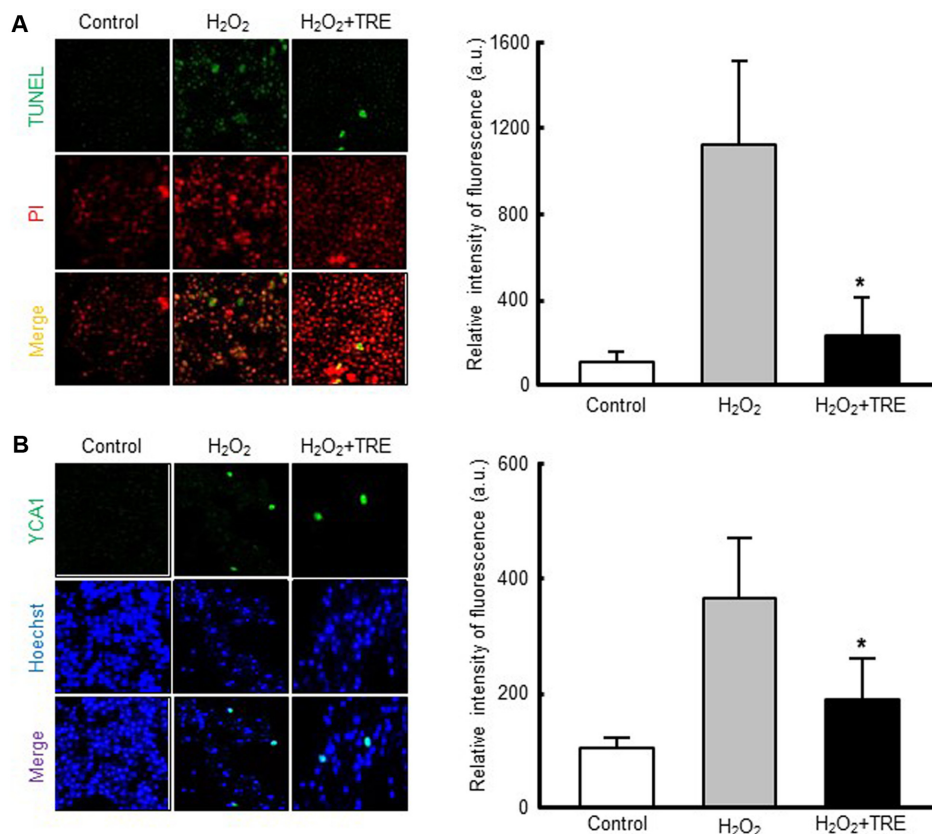 A
Control H₂O₂ H₂O₂+TRE
TUNEL
PI
Merge
Relative intensity of fluorescence (a.u.)
1600
1200
800
400
0
*
Control H₂O₂ H₂O₂+TRE
B
Control H₂O₂ H₂O₂+TRE
YCA1
Hoechst
Merge
Relative intensity of fluorescence (a.u.)
600
400
200
0
*
Control H₂O₂ H₂O₂+TRE